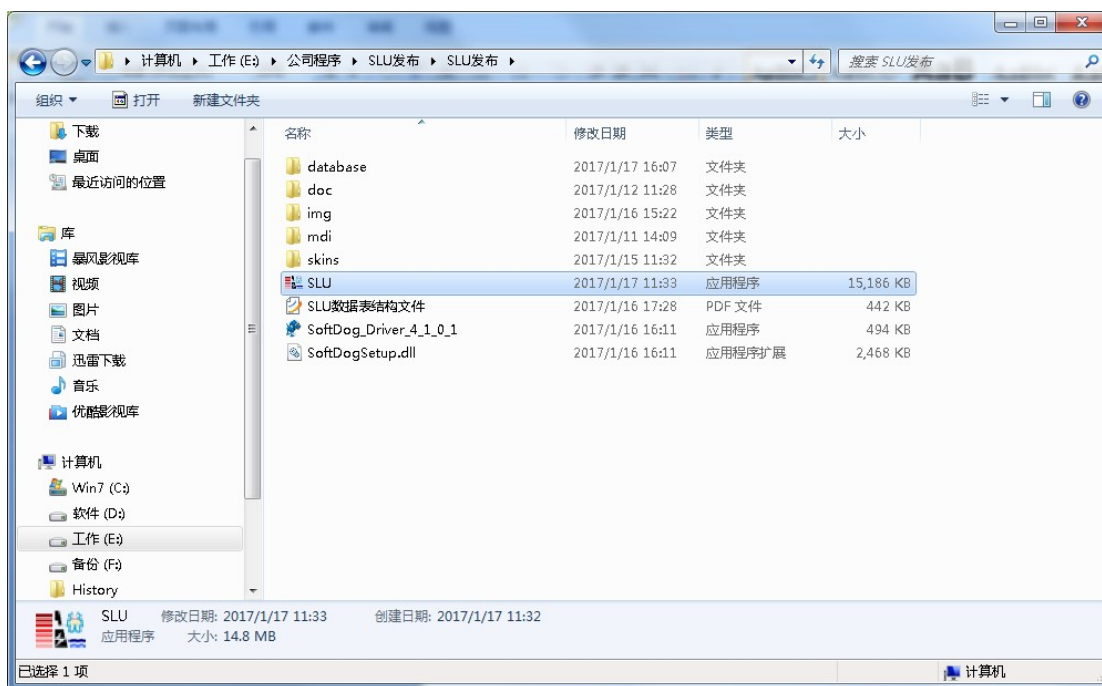 计算机 工作 (E:) 公司程序 SLU发布 SLU发布 搜索 SLU发布
组织 打开 新建文件夹
下载
桌面
最近访问的位置
库
暴风影视库
视频
图片
文档
迅雷下载
音乐
优酷影视库
计算机
Win7 (C:)
软件 (D:)
工作 (E:)
备份 (F:)
History
名称 修改日期 类型 大小
database 2017/1/17 16:07 文件夹
doc 2017/1/12 11:28 文件夹
img 2017/1/16 15:22 文件夹
mdi 2017/1/11 14:09 文件夹
skins 2017/1/15 11:32 文件夹
SLU 2017/1/17 11:33 应用程序 15,186 KB
SLU数据表结构文件 2017/1/16 17:28 PDF 文件 442 KB
SoftDog_Driver_4_1_0_1 2017/1/16 16:11 应用程序 494 KB
SoftDogSetup.dll 2017/1/16 16:11 应用程序扩展 2,468 KB
SLU 修改日期: 2017/1/17 11:33 创建日期: 2017/1/17 11:32
应用程序 大小: 14.8 MB
已选择 1 项 计算机